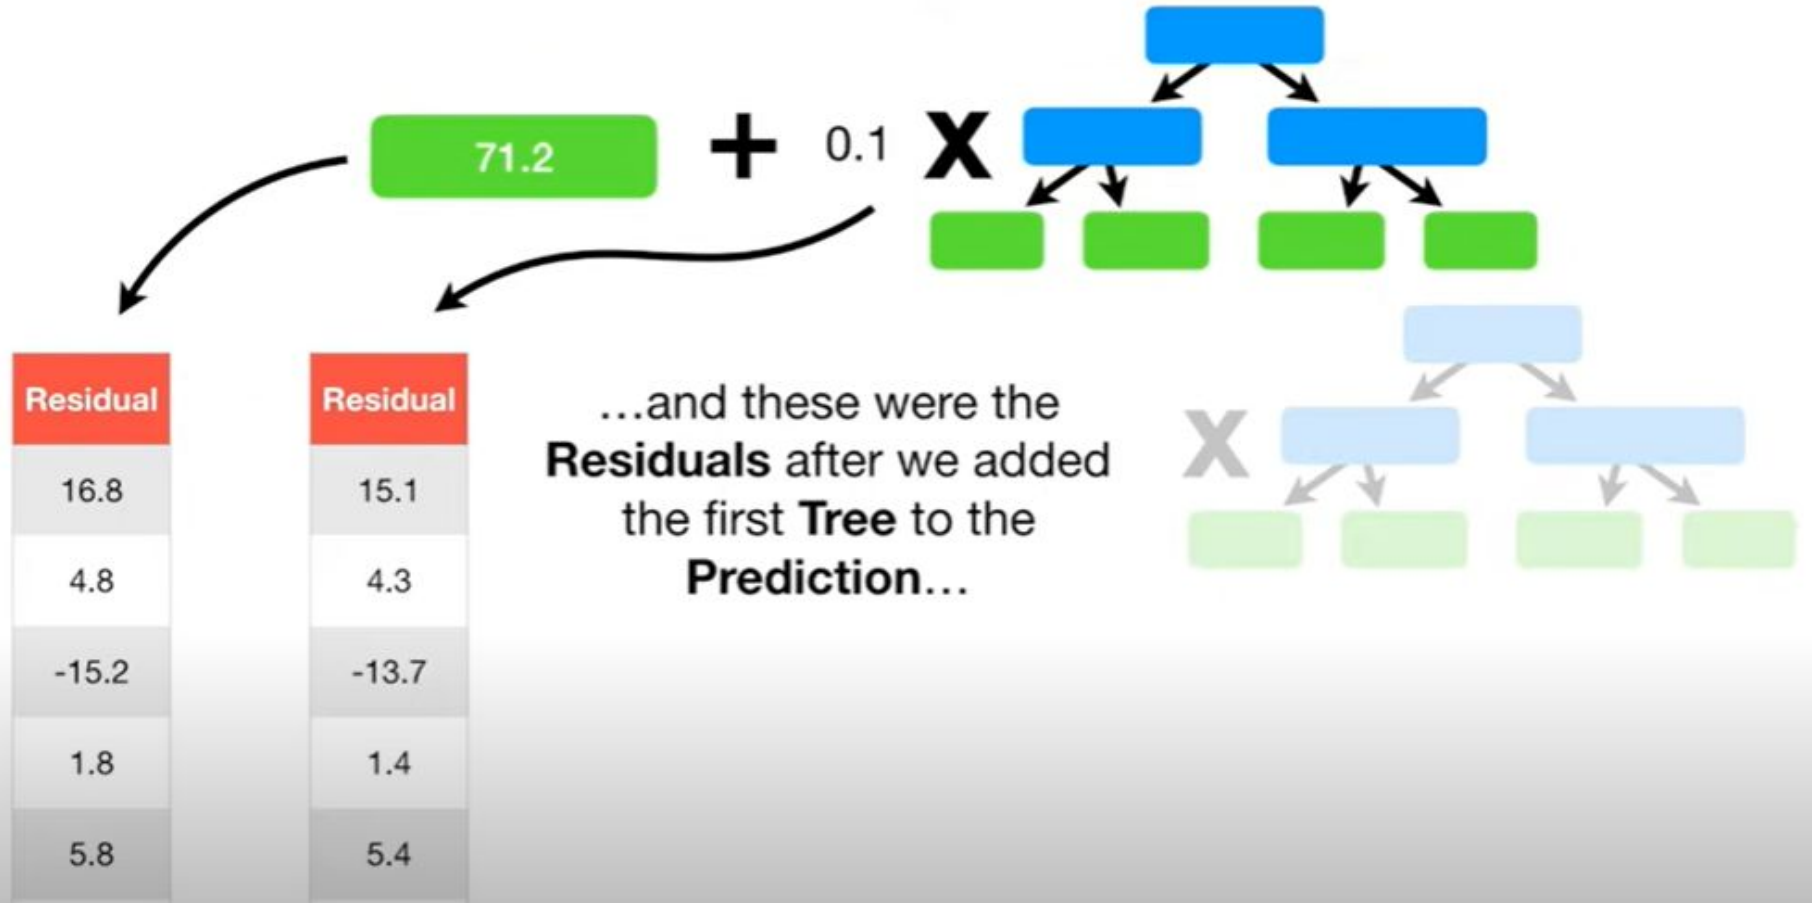 71.2
+
0.1
X
Residual
16.8
4.8
-15.2
1.8
5.8
Residual
15.1
4.3
-13.7
1.4
5.4
...and these were the
Residuals after we added
the first Tree to the
Prediction...
X